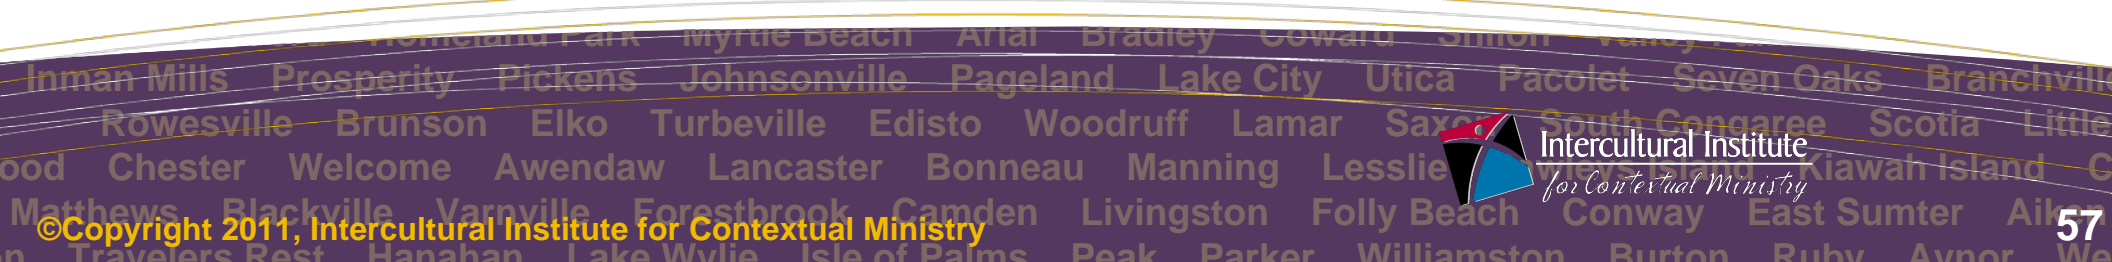 Homeland Park Myrtle Beach Arial Bradley Coward Shiloh Valley
Inman Mills Prosperity Pickens Johnsonville Pageland Lake City Utica Pacolet Seven Oaks Branchville
Rowesville Brunson Elko Turbeville Edisto Woodruff Lamar South Congaree Scotia Little
ood Chester Welcome Awendaw Lancaster Bonneau Manning Lesslie Island Kiawah Island C
Intercultural Institute
for Contextual Ministry
Matthews Blackville Varnville Forestbrook Camden Livingston Folly Beach Conway East Sumter Aiken
©Copyright 2011, Intercultural Institute for Contextual Ministry
57
n Travelers Rest Hanahan Lake Wylie Isle of Palms Peak Parker Williamston Burton Ruby Aynor We